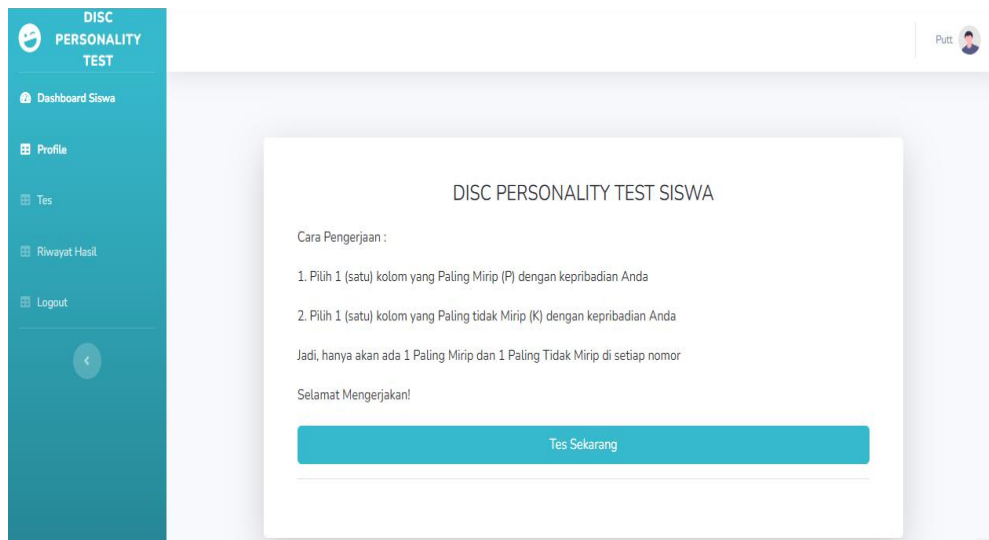 DISC
PERSONALITY
TEST
Dashboard Siswa
Profile
Tes
Riwayat Hasil
Logout
Putt
DISC PERSONALITY TEST SISWA
Cara Pengerjaan :
1. Pilih 1 (satu) kolom yang Paling Mirip (P) dengan kepribadian Anda
2. Pilih 1 (satu) kolom yang Paling tidak Mirip (K) dengan kepribadian Anda
Jadi, hanya akan ada 1 Paling Mirip dan 1 Paling Tidak Mirip di setiap nomor
Selamat Mengerjakan!
Tes Sekarang